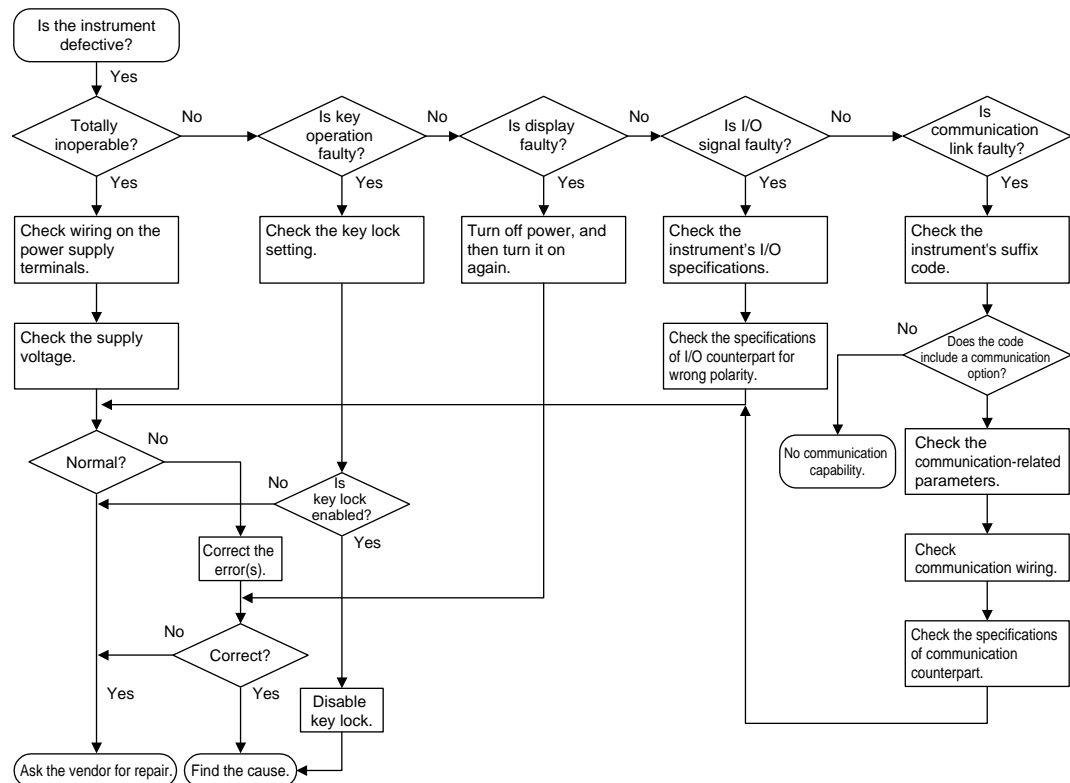 Is the instrument
defective?
Yes
Totally
inoperable?
No
Is key
operation
faulty?
No
Is display
faulty?
No
Is I/O
signal faulty?
No
Is
communication
link faulty?
Yes
Yes
Yes
Yes
Yes
Check wiring on the
power supply
terminals.
Check the key lock
setting.
Turn off power, and
then turn it on
again.
Check the
instrument's I/O
specifications.
Check the
instrument's suffix
code.
Check the supply
voltage.
Check the specifications
of I/O counterpart for
wrong polarity.
No
Does the code
include a communication
option?
Normal?
No
No communication
capability.
Check the
communication-related
parameters.
No
Is
key lock
enabled?
Yes
Correct the
error(s).
Check
communication wiring.
No
Correct?
Check the specifications
of communication
counterpart.
Yes
Yes
Disable
key lock.
Ask the vendor for repair.
Find the cause.